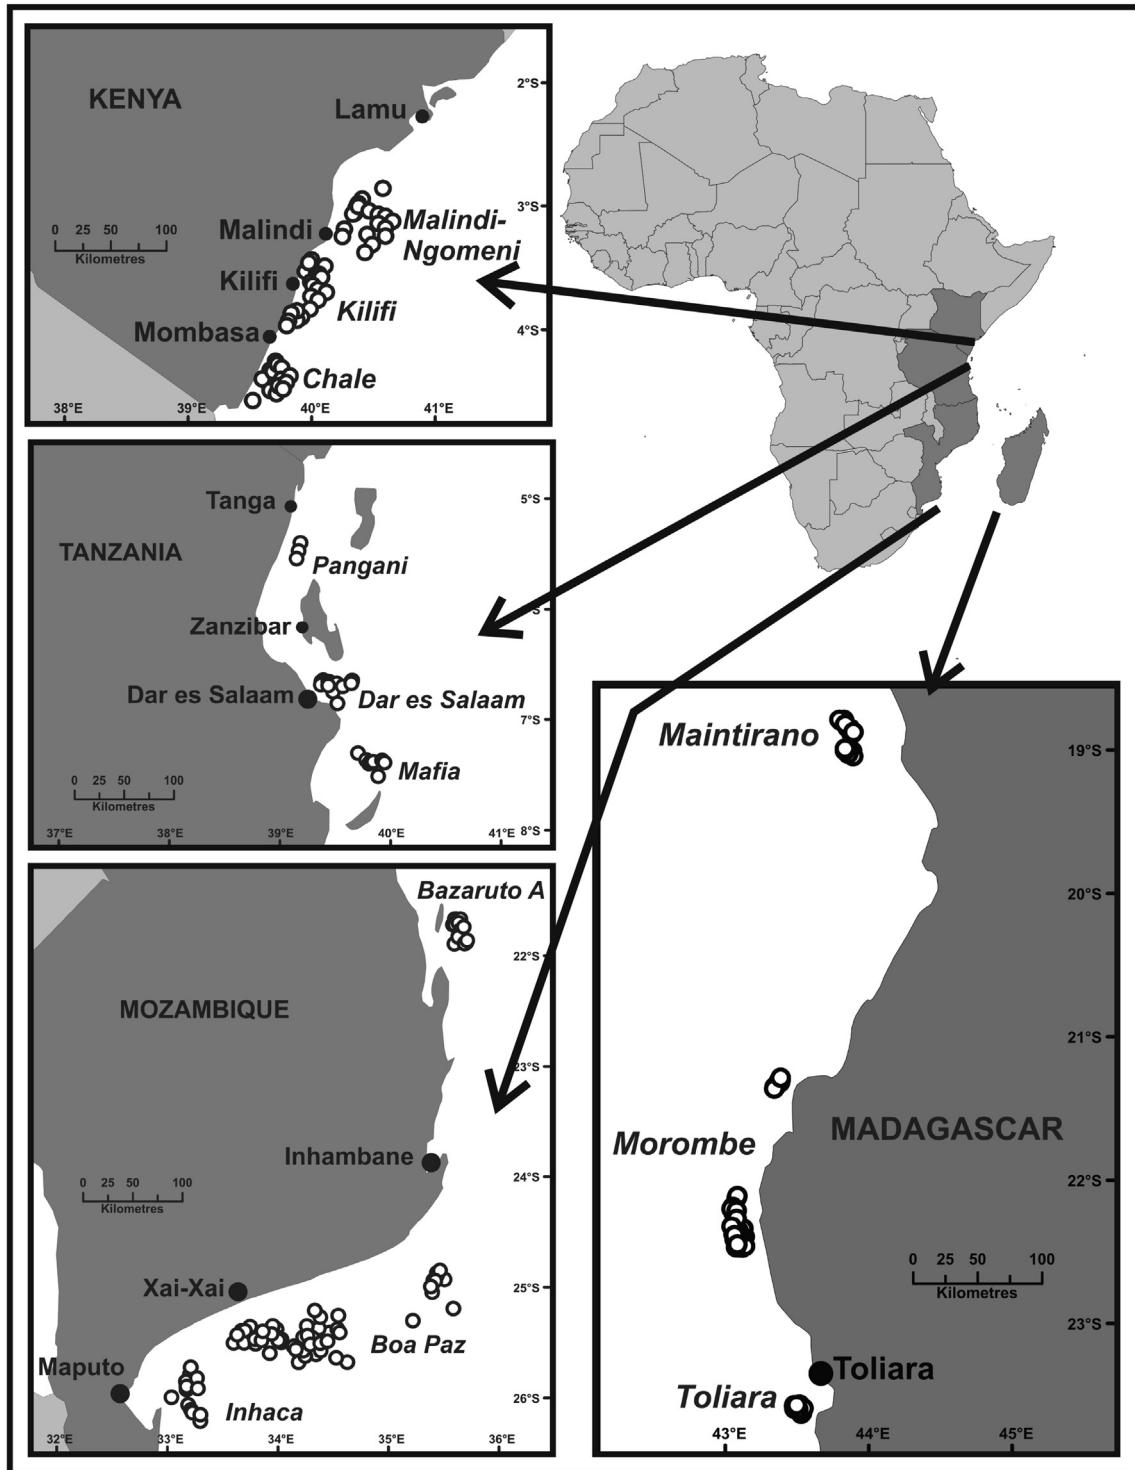 KENYA
Lamu
Malindi
Malindi-
Ngomeni
Kilifi
Kilifi
Mombasa
Chale
0 25 50 100
Kilometres
2°S
3°S
4°S
38°E 39°E 40°E 41°E
Tanga
TANZANIA
Pangani
Zanzibar
Dar es Salaam
Dar es Salaam
Mafia
0 25 50 100
Kilometres
5°S
°S
7°S
8°S
37°E 38°E 39°E 40°E 41°E
Bazaruto A
MOZAMBIQUE
Inhambane
0 25 50 100
Kilometres
Xai-Xai
Boa Paz
Maputo
Inhaca
22°S
23°S
24°S
25°S
26°S
32°E 33°E 34°E 35°E 36°E
Maintirano
Morombe
MADAGASCAR
0 25 50 100
Kilometres
Toliara
Toliara
19°S
20°S
21°S
22°S
23°S
43°E 44°E 45°E